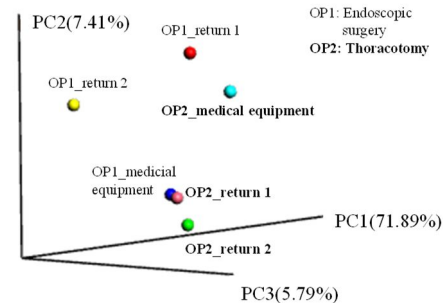 PC2(7.41%)
OP1_return 1
OP1: Endoscopic
surgery
OP2: Thoracotomy
OP1_return 2
OP2_medical equipment
OP1_medicial
equipment
OP2_return 1
PC1(71.89%)
OP2_return 2
PC3(5.79%)